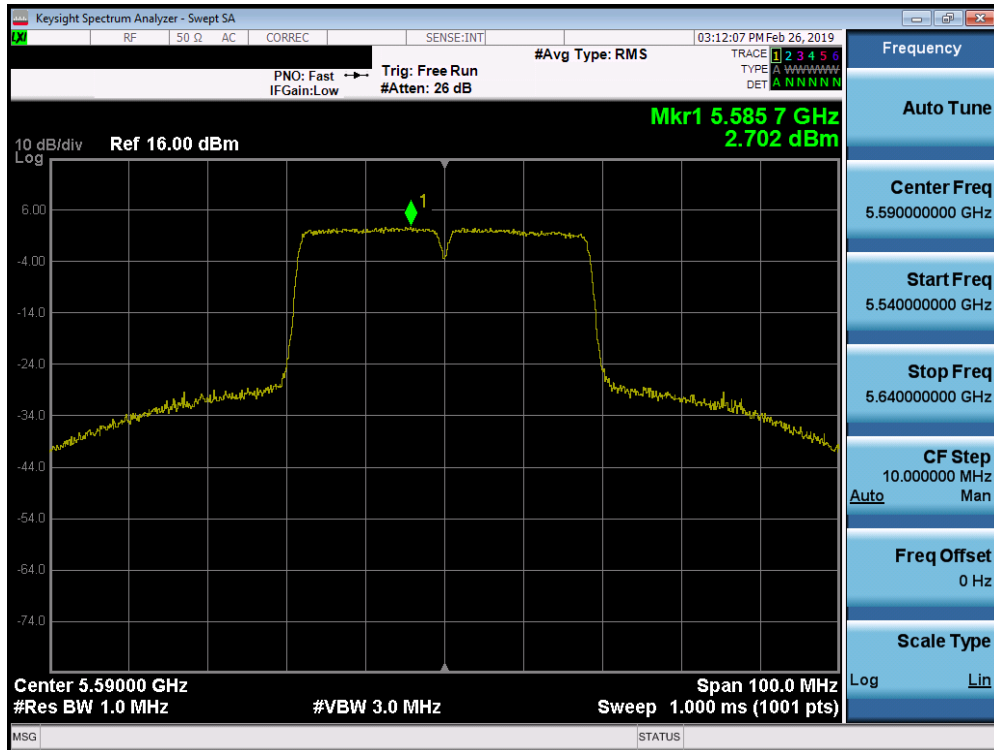 Keysight Spectrum Analyzer - Swept SA
LXI RF 50 Ω AC CORREC SENSE:INT 03:12:07 PM Feb 26, 2019
#Avg Type: RMS
TRACE 1 2 3 4 5 6
PNO: Fast Trig: Free Run
TYPE A WWWWW
IFGain:Low #Atten: 26 dB
DET A N N N N N
Mkr1 5.585 7 GHz
2.702 dBm
10 dB/div Ref 16.00 dBm
Log
1
6.00
-4.00
-14.0
-24.0
-34.0
-44.0
-54.0
-64.0
-74.0
Center 5.59000 GHz Span 100.0 MHz
#Res BW 1.0 MHz #VBW 3.0 MHz Sweep 1.000 ms (1001 pts)
MSG STATUS
Frequency
Auto Tune
Center Freq
5.590000000 GHz
Start Freq
5.540000000 GHz
Stop Freq
5.640000000 GHz
CF Step
10.000000 MHz
Auto Man
Freq Offset
0 Hz
Scale Type
Log Lin